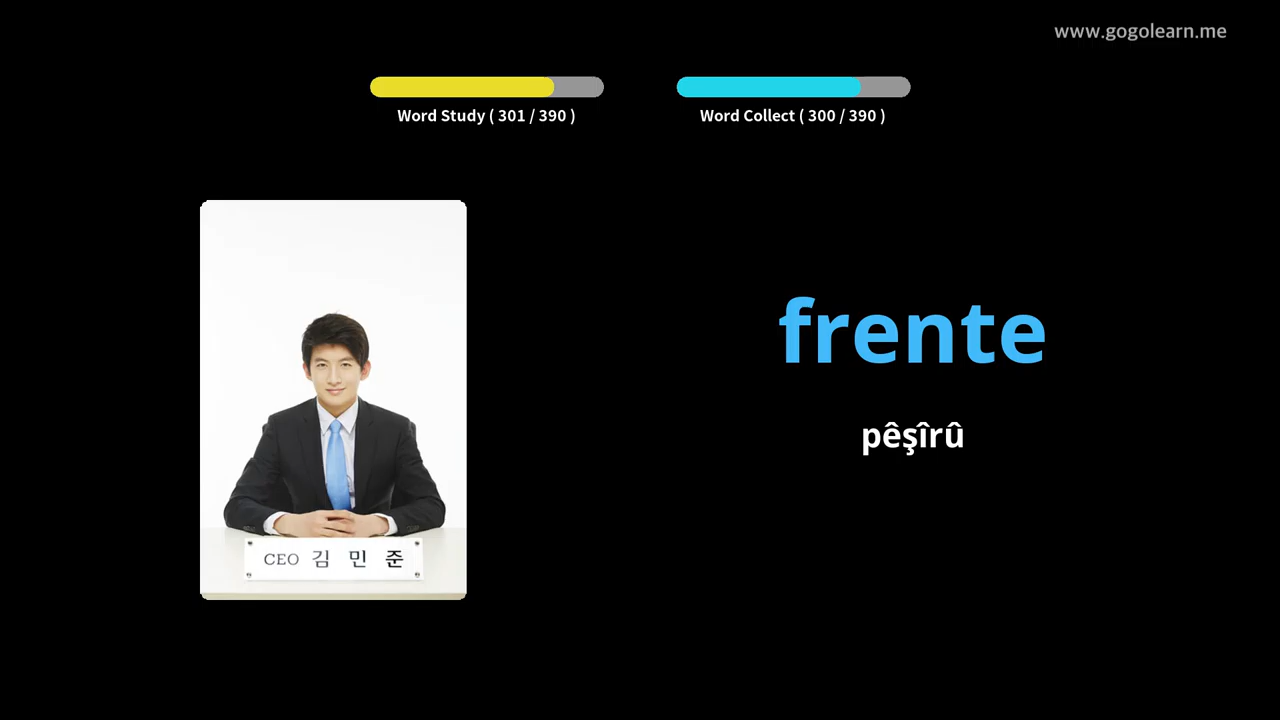 www.gogolearn.me
Word Study ( 301 / 390 )
Word Collect ( 300 / 390 )
frente
pêşîrû
CEO 김 민 준